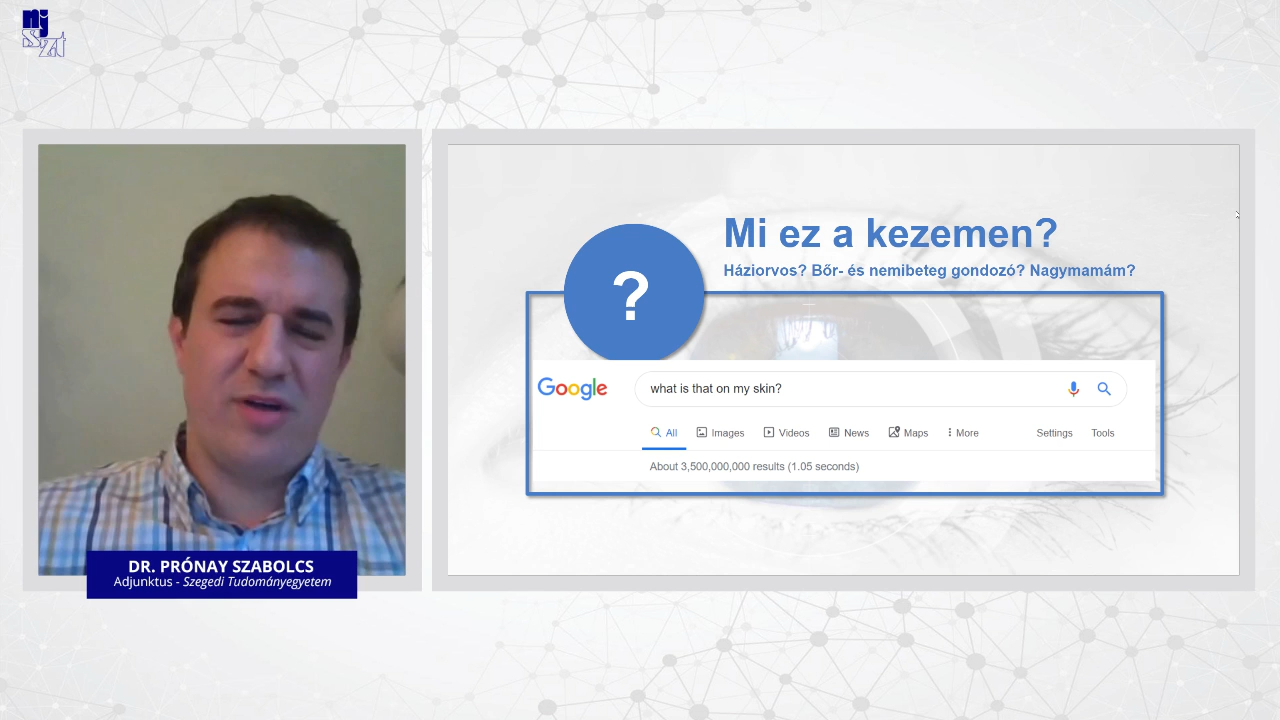 nj
szt
Mi ez a kezemen?
Háziorvos? Bőr- és nemibeteg gondozó? Nagymamám?
?
Google
what is that on my skin?
All Images Videos News Maps More Settings Tools
About 3,500,000,000 results (1.05 seconds)
DR. PRÓNAY SZABOLCS
Adjunktus - Szegedi Tudományegyetem